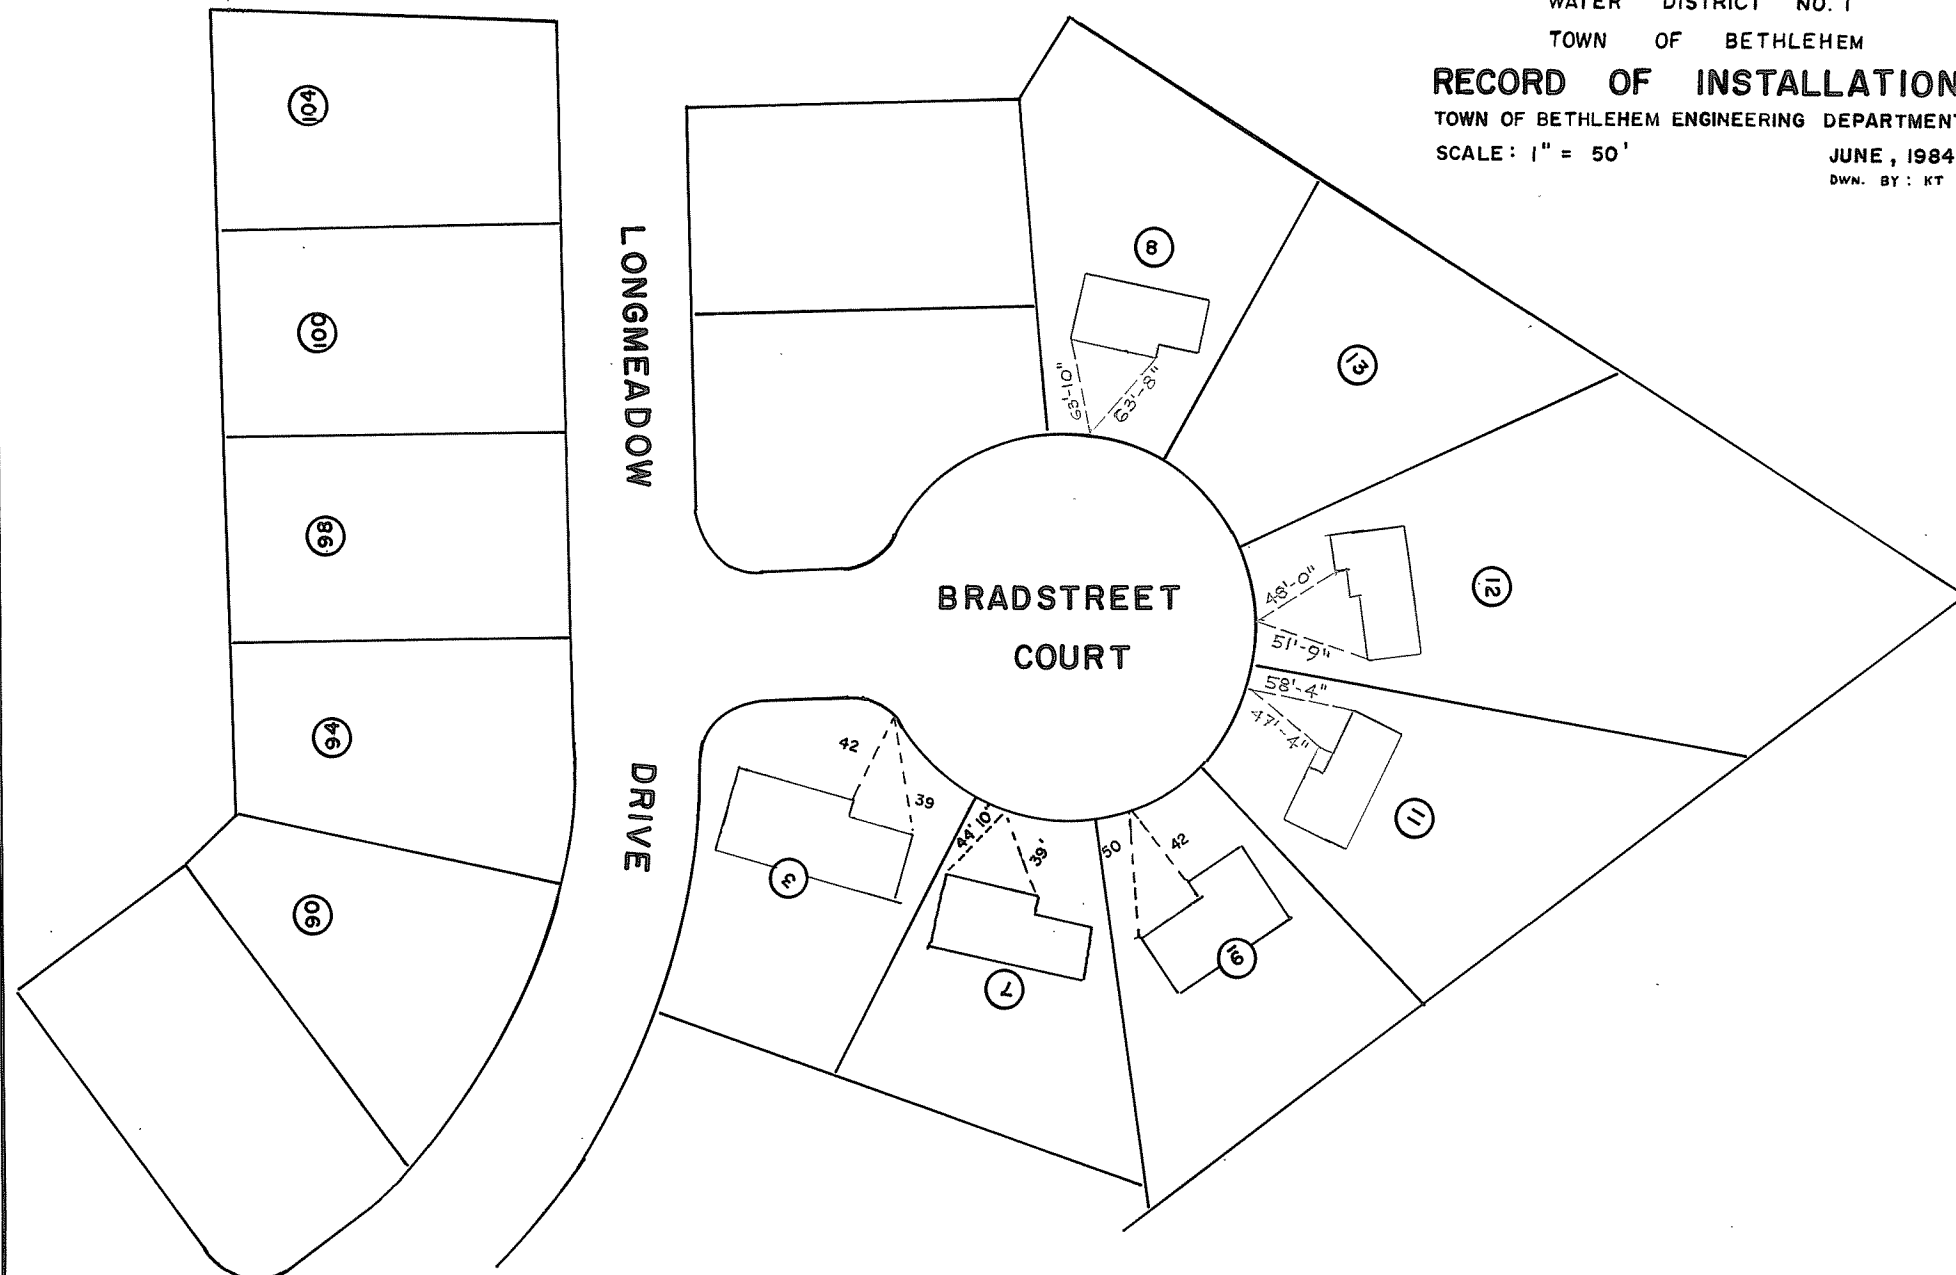 WATER DISTRICT NO. 1
TOWN OF BETHLEHEM
RECORD OF INSTALLATION
TOWN OF BETHLEHEM ENGINEERING DEPARTMENT
SCALE: 1" = 50'
JUNE, 1984
DWN. BY: KT
104
100
98
94
90
LONGMEADOW
DRIVE
BRADSTREET
COURT
8
63'-10"
63'-8"
13
12
48'-0"
51'-9"
58'-4"
47'-4"
11
42
39
3
44' 10"
39'
7
50
42